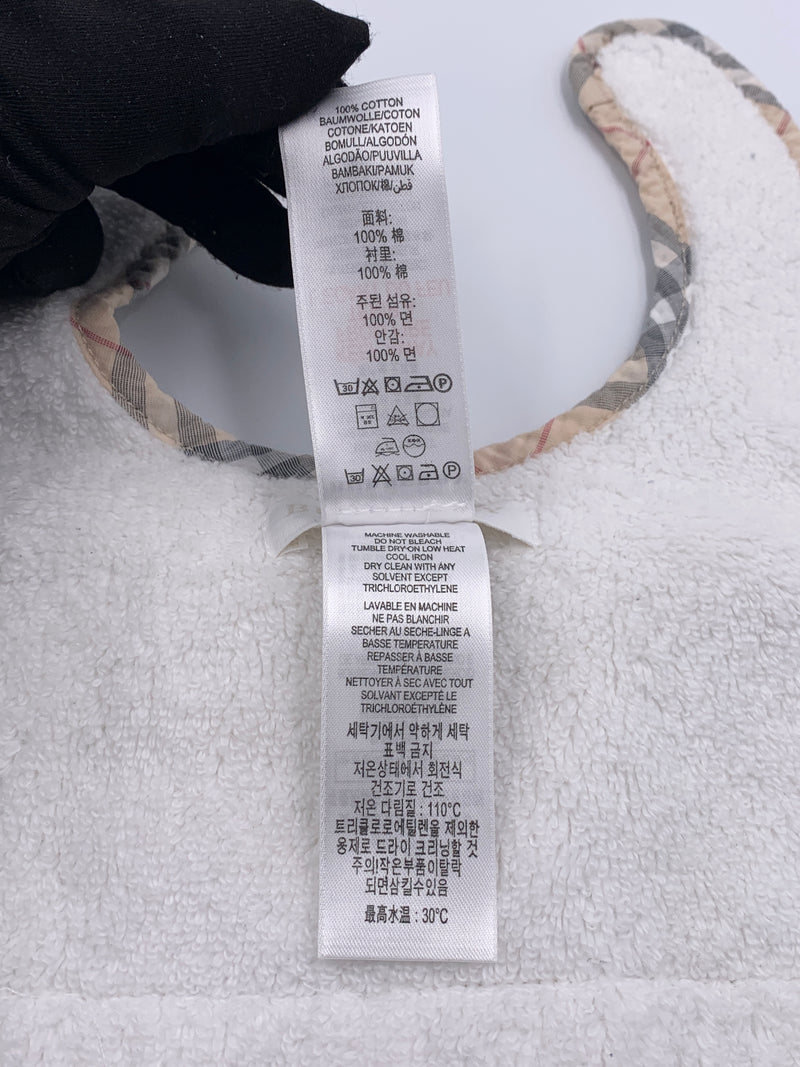 100% COTTON
BAUMWOLLE/COTON
COTONE/KATOEN
BOMULL/ALGODÓN
ALGODÃO/PUUVILLA
BAMBAKI/PAMUK
ХЛОПОК/棉/قطن
面料:
100% 棉
衬里:
100% 棉
주된 섬유:
100% 면
안감:
100% 면
30 P
30 P
MACHINE WASHABLE
DO NOT BLEACH
TUMBLE DRY ON LOW HEAT
COOL IRON
DRY CLEAN WITH ANY
SOLVENT EXCEPT
TRICHLOROETHYLENE
LAVABLE EN MACHINE
NE PAS BLANCHIR
SECHER AU SECHE-LINGE A
BASSE TEMPERATURE
REPASSER À BASSE
TEMPÉRATURE
NETTOYER À SEC AVEC TOUT
SOLVANT EXCEPTÉ LE
TRICHLOROÉTHYLÈNE
세탁기에서 약하게 세탁
표백 금지
저온상태에서 회전식
건조기로 건조
저온 다림질 : 110°C
트리클로로에틸렌을 제외한
용제로 드라이 크리닝할 것
주의!작은부품이탈락
되면삼킬수있음
最高水温 : 30°C